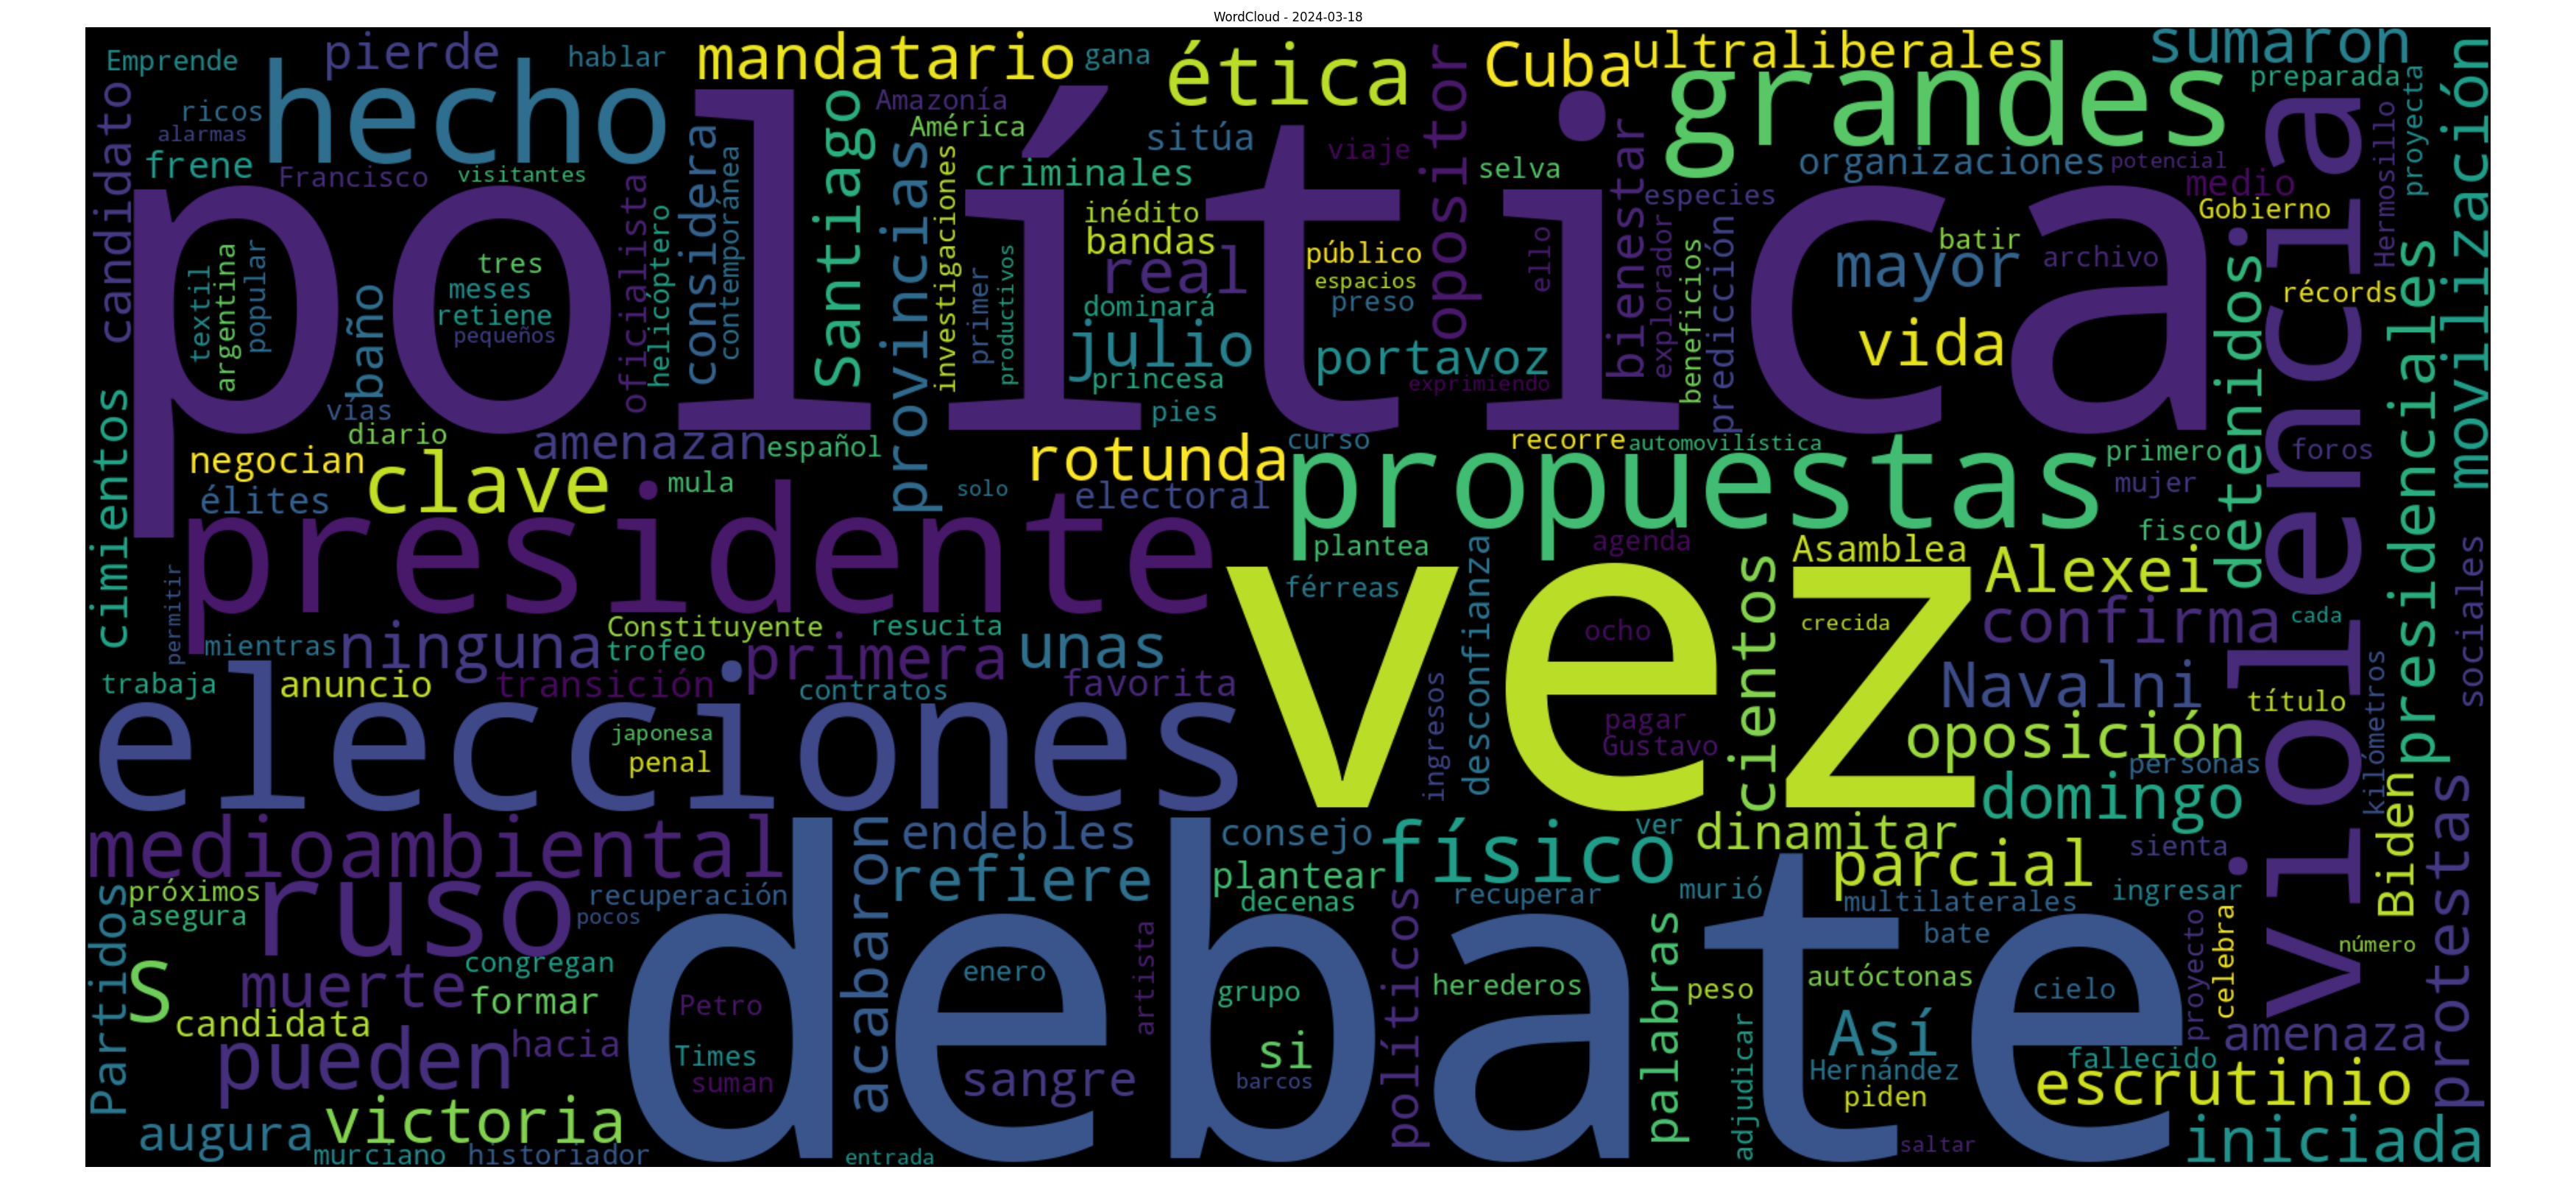 WordCloud - 2024-03-18
Emprende
pierde
hablar
mandatario
gana
ética
opositor
Cuba
ultraliberales
sumarón
grandes
preparada
proyecta
movilización
candidato
ricos
alarmas
hecho
frene
Francisco
visitantes
política
considera
contemporánea
Santiago
Amazonía
América
provincias
investigaciones
criminales
sitúa
viaje
selva
bienestar
especies
organizaciones
potencial
medio
Gobierno
Hermosillo
violencia
textil
argentina
popular
baño
tres
meses
retiene
pequeños
oficialista
helicóptero
primer
productivos
inédito
bandas
real
dominará
julio
princesa
pies
público
espacios
preso
portavoz
exprimiendo
ello
explorador
beneficios
predicción
batir
mayor
archivo
vida
detenidos
récords
presidenciales
cimientos
vías
diario
negocian
élites
clave
amenazan
español
mula
solo
rotunda
electoral
curso
recorre
automovilística
propuestas
primero
mujer
foros
fisco
presidente
permitir
plantea
agenda
Asamblea
Alexei
férreas
desconfianza
vez
ocho
cientos
crecida
confirma
cada
sociales
mientras
ninguna
Constituyente
trofeo
resucita
primera
unas
trabaja
anuncio
transición
contratos
favorita
ingresos
pagar
Gustavo
Navalni
título
kilómetros
elecciones
japonesa
penal
oposición
personas
domingo
Biden
protestas
medioambiental
acabaron
endebles
refiere
consejo
plantear
decenas
físico
ver
dinamitar
parcial
sienta
Partidos
próximos
asegura
ruso
recuperación
pocos
debate
recuperar
murió
multilaterales
ingresar
bate
proyecto
celebra
número
S
muerte
congregan
formar
candidata
Petro
enero
artista
grupo
políticos
herederos
palabras
peso
autóctonas
cielo
pueden
hacia
Times
suman
sangre
si
barcos
adjudicar
Así
Hernández
piden
amenaza
fallecido
escrutinio
augura
victoria
murciano
historiador
entrada
saltar
iniciada